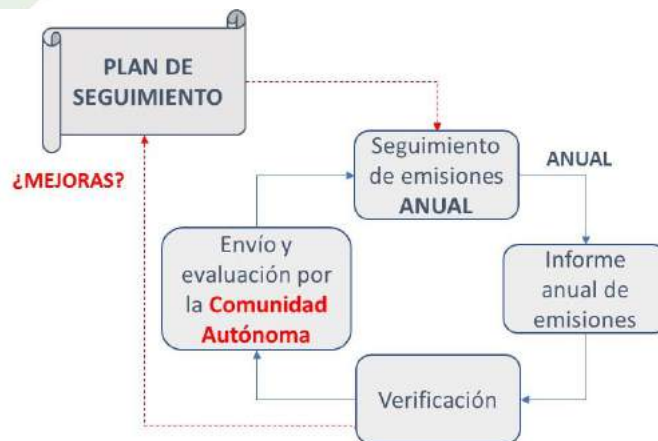 PLAN DE
SEGUIMIENTO
¿MEJORAS?
Seguimiento
de emisiones
ANUAL
ANUAL
Informe
anual de
emisiones
Verificación
Envío y
evaluación por
la Comunidad
Autónoma